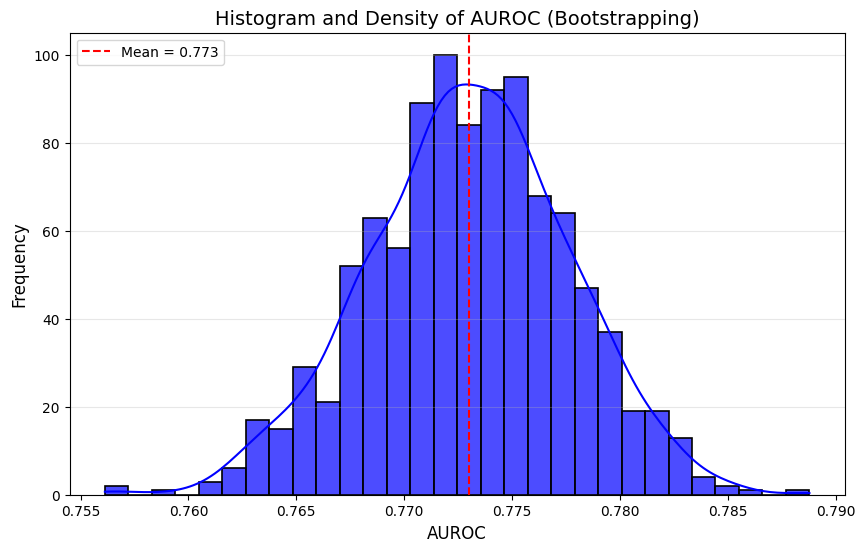 Histogram and Density of AUROC (Bootstrapping)
Mean = 0.773
100
80
60
40
20
0
Frequency
0.755 0.760 0.765 0.770 0.775 0.780 0.785 0.790
AUROC